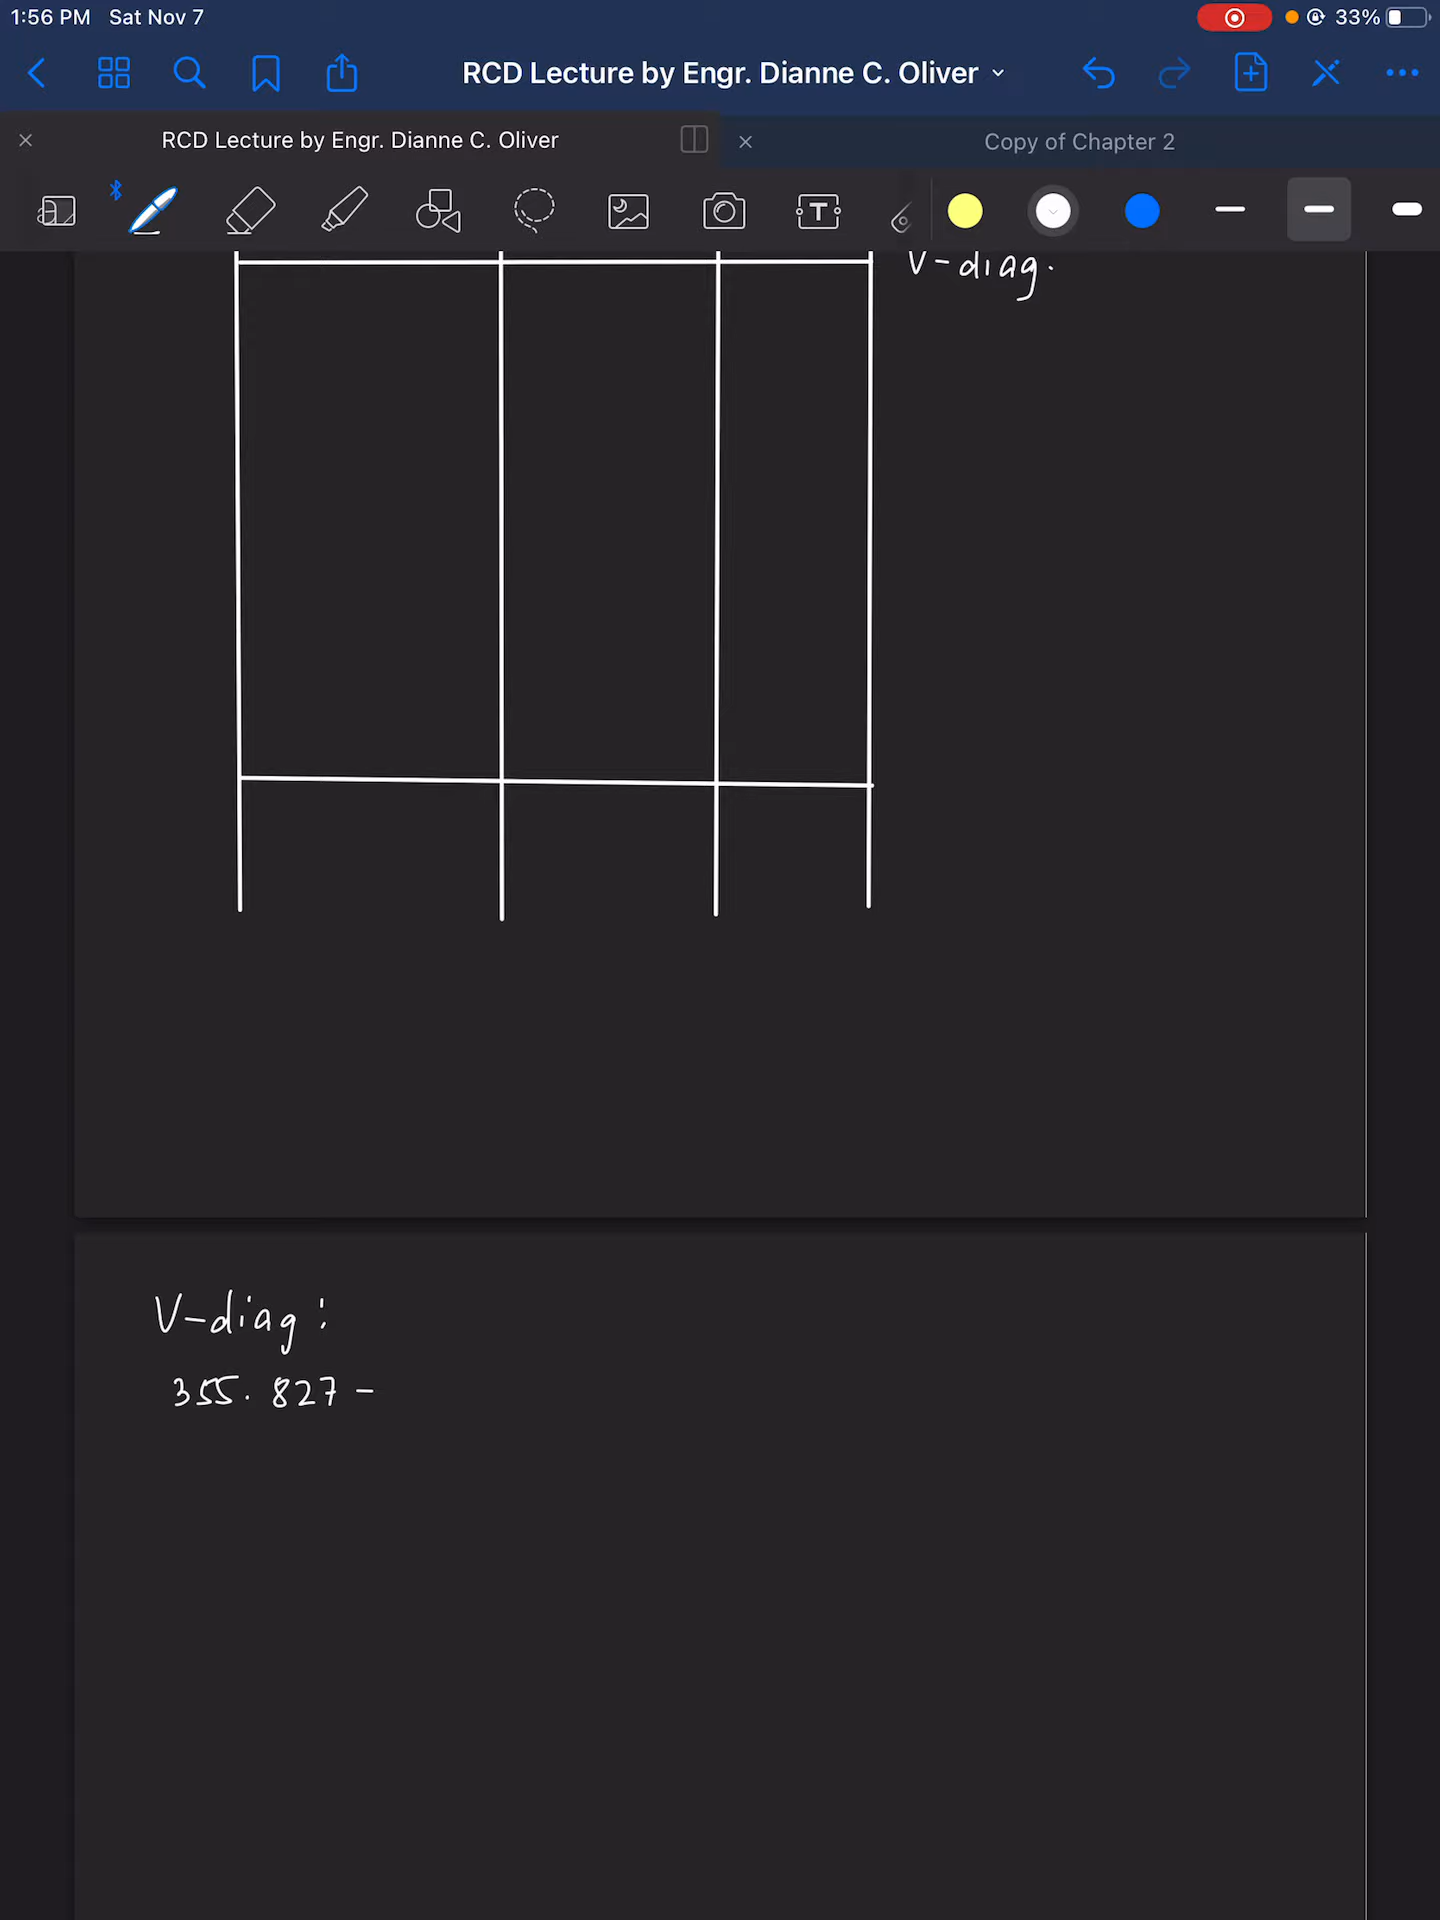 1:56 PM Sat Nov 7
33%
RCD Lecture by Engr. Dianne C. Oliver
RCD Lecture by Engr. Dianne C. Oliver
Copy of Chapter 2
V-diag.
V-diag:
355.827 -